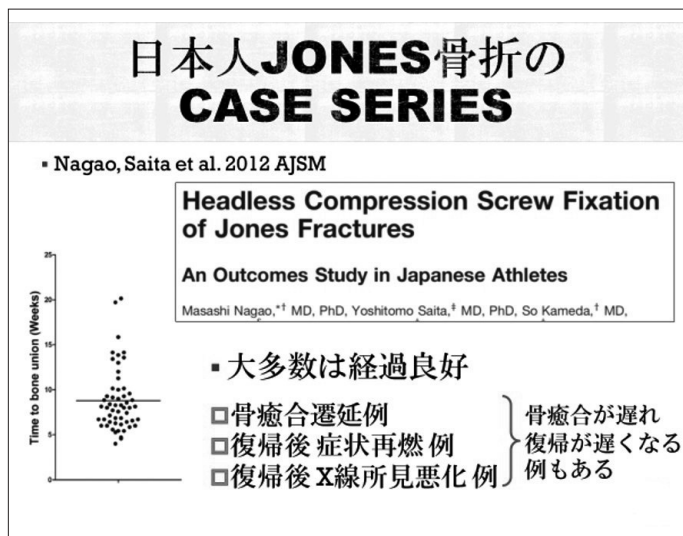 日本人JONES骨折の
CASE SERIES
▪ Nagao, Saita et al. 2012 AJSM
Headless Compression Screw Fixation
of Jones Fractures
An Outcomes Study in Japanese Athletes
Masashi Nagao,*† MD, PhD, Yoshitomo Saita,‡ MD, PhD, So Kameda,† MD,
Time to bone union (Weeks)
25
20
15
10
5
0
▪ 大多数は経過良好
□骨癒合遷延例
□復帰後 症状再燃 例
□復帰後 X線所見悪化 例
骨癒合が遅れ
復帰が遅くなる
例もある